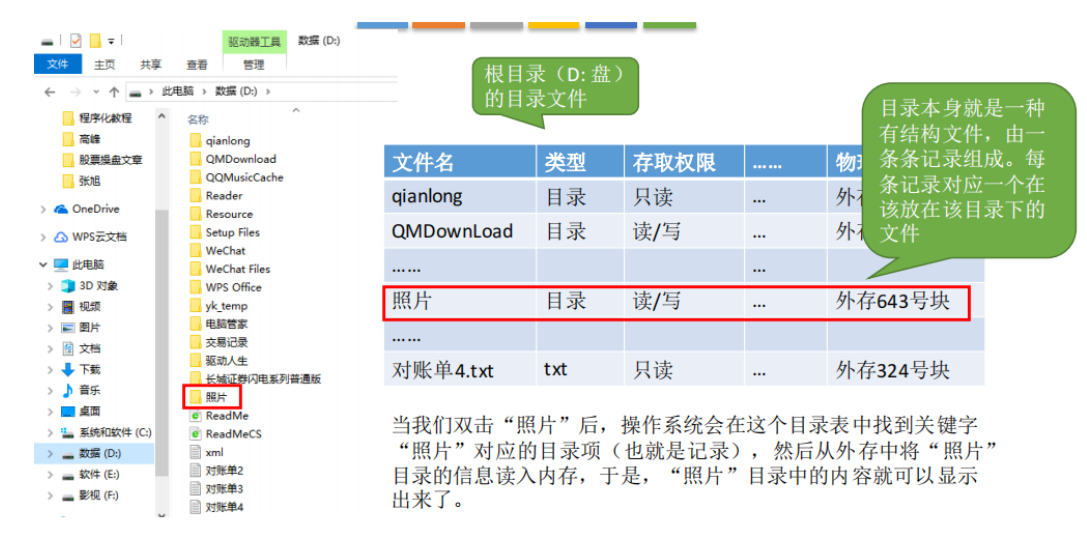 驱动器工具 数据 (D:)
文件 主页 共享 查看 管理
此电脑 › 数据 (D:) ›
程序化教程
高峰
股票操盘文章
张旭
OneDrive
WPS云文档
此电脑
3D 对象
视频
图片
文档
下载
音乐
桌面
系统和软件 (C:)
数据 (D:)
软件 (E:)
影视 (F:)
名称
qianlong
QMDownload
QQMusicCache
Reader
Resource
Setup Files
WeChat
WeChat Files
WPS Office
yk_temp
电脑管家
交易记录
驱动人生
长城证券闪电系列普通版
照片
ReadMe
ReadMeCS
xml
对账单2
对账单3
对账单4
根目录（D: 盘）
的目录文件
目录本身就是一种
有结构文件，由一
条条记录组成。每
条记录对应一个在
该放在该目录下的
文件
文件名 类型 存取权限 ……
qianlong 目录 只读 … 外
QMDownLoad 目录 读/写 … 外
…… …
照片 目录 读/写 … 外存643号块
……
对账单4.txt txt 只读 … 外存324号块
当我们双击“照片”后，操作系统会在这个目录表中找到关键字
“照片”对应的目录项（也就是记录），然后从外存中将“照片”
目录的信息读入内存，于是，“照片”目录中的内容就可以显示
出来了。